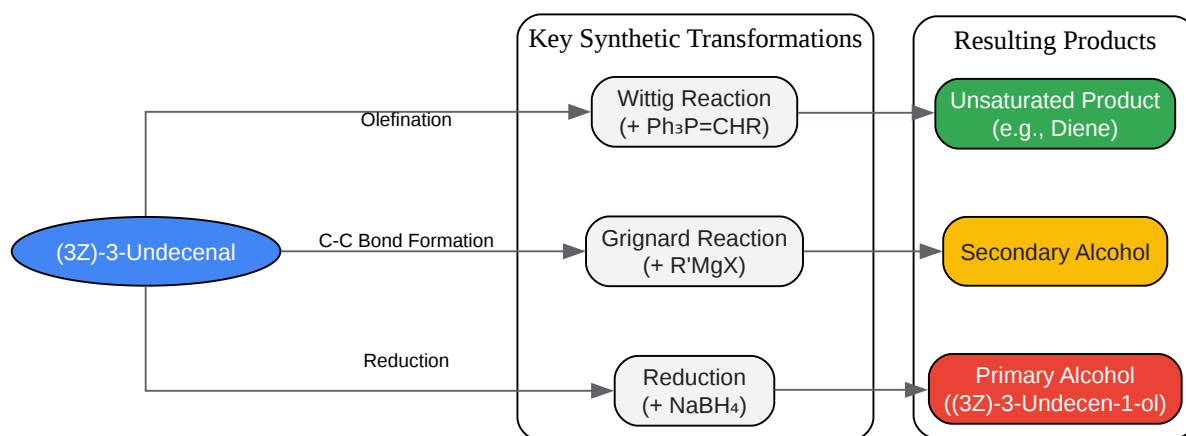 Key Synthetic Transformations
Resulting Products
Wittig Reaction
(+ Ph₃P=CHR)
Unsaturated Product
(e.g., Diene)
Olefination
(3Z)-3-Undecenal
C-C Bond Formation
Grignard Reaction
(+ R'MgX)
Secondary Alcohol
Reduction
Reduction
(+ NaBH₄)
Primary Alcohol
((3Z)-3-Undecen-1-ol)